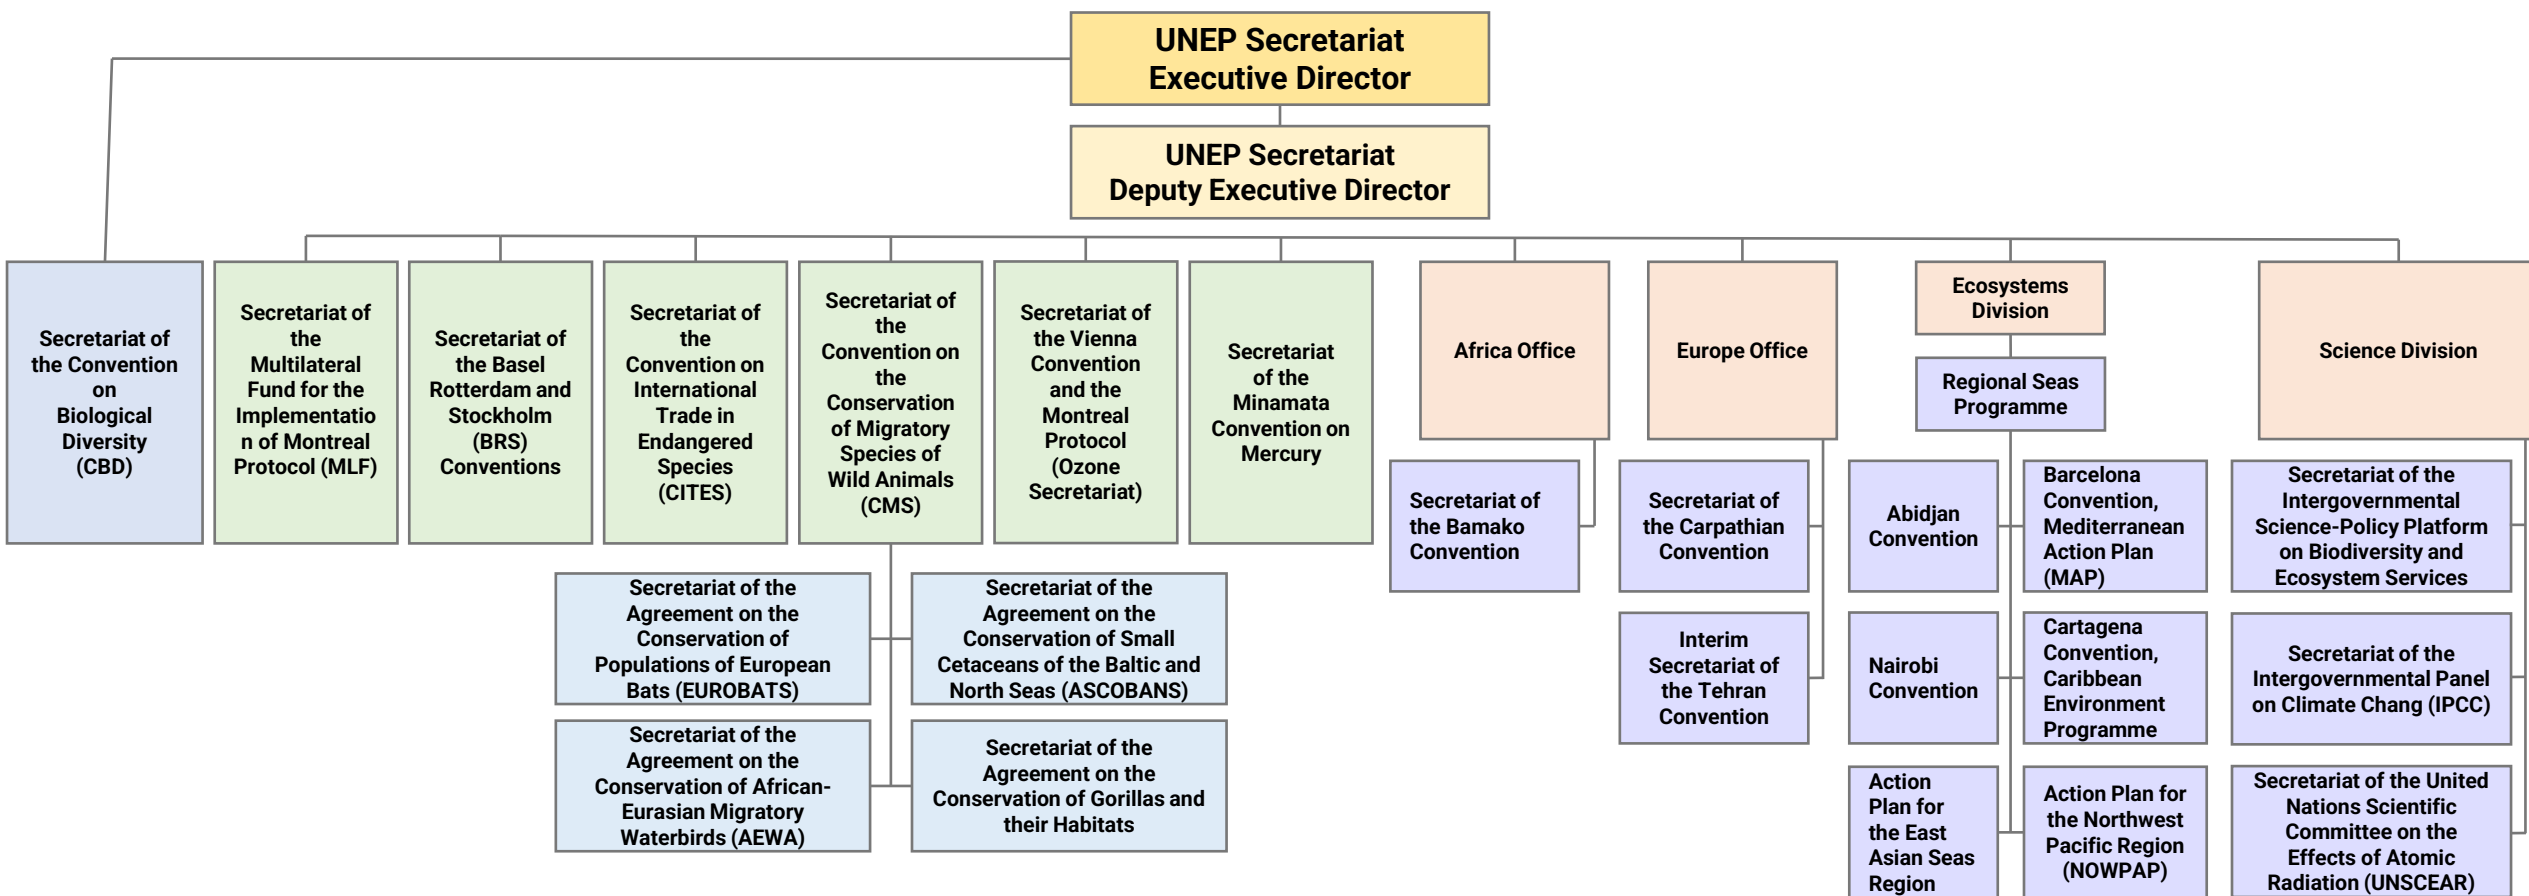 UNEP Secretariat
Executive Director
UNEP Secretariat
Deputy Executive Director
Secretariat of
the Convention
on
Biological
Diversity
(CBD)
Secretariat of
the
Multilateral
Fund for the
Implementatio
n of Montreal
Protocol (MLF)
Secretariat of
the Basel
Rotterdam and
Stockholm
(BRS)
Conventions
Secretariat of
the
Convention on
International
Trade in
Endangered
Species
(CITES)
Secretariat of
the
Convention on
the
Conservation
of Migratory
Species of
Wild Animals
(CMS)
Secretariat of
the Vienna
Convention
and the
Montreal
Protocol
(Ozone
Secretariat)
Secretariat
of the
Minamata
Convention on
Mercury
Africa Office
Europe Office
Ecosystems
Division
Regional Seas
Programme
Science Division
Secretariat of the
Agreement on the
Conservation of
Populations of European
Bats (EUROBATS)
Secretariat of the
Agreement on the
Conservation of Small
Cetaceans of the Baltic and
North Seas (ASCOBANS)
Secretariat of the
Agreement on the
Conservation of African-
Eurasian Migratory
Waterbirds (AEWA)
Secretariat of the
Agreement on the
Conservation of Gorillas and
their Habitats
Secretariat of
the Bamako
Convention
Secretariat of
the Carpathian
Convention
Interim
Secretariat of
the Tehran
Convention
Abidjan
Convention
Barcelona
Convention,
Mediterranean
Action Plan
(MAP)
Nairobi
Convention
Cartagena
Convention,
Caribbean
Environment
Programme
Action
Plan for
the East
Asian Seas
Region
Action Plan for
the Northwest
Pacific Region
(NOWPAP)
Secretariat of the
Intergovernmental
Science-Policy Platform
on Biodiversity and
Ecosystem Services
Secretariat of the
Intergovernmental Panel
on Climate Chang (IPCC)
Secretariat of the United
Nations Scientific
Committee on the
Effects of Atomic
Radiation (UNSCEAR)